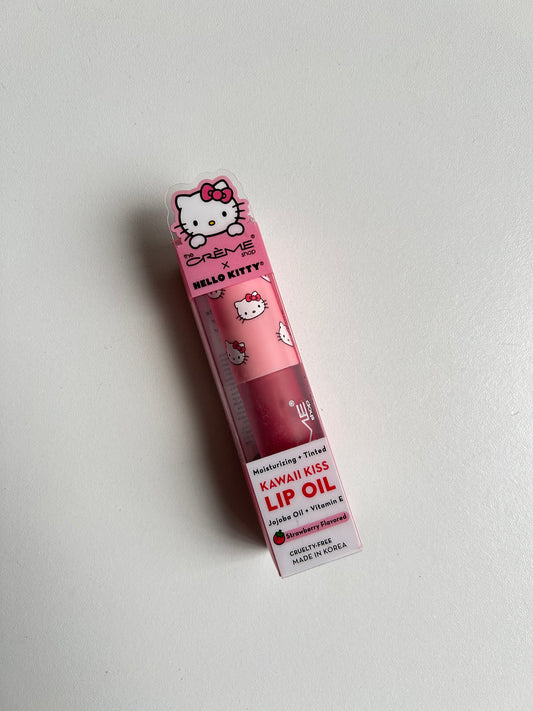 the CRÈME® shop
x
HELLO KITTY®
Moisturizing + Tinted
KAWAII KISS
LIP OIL
Jojoba Oil + Vitamin E
Strawberry Flavored
CRUELTY-FREE
MADE IN KOREA